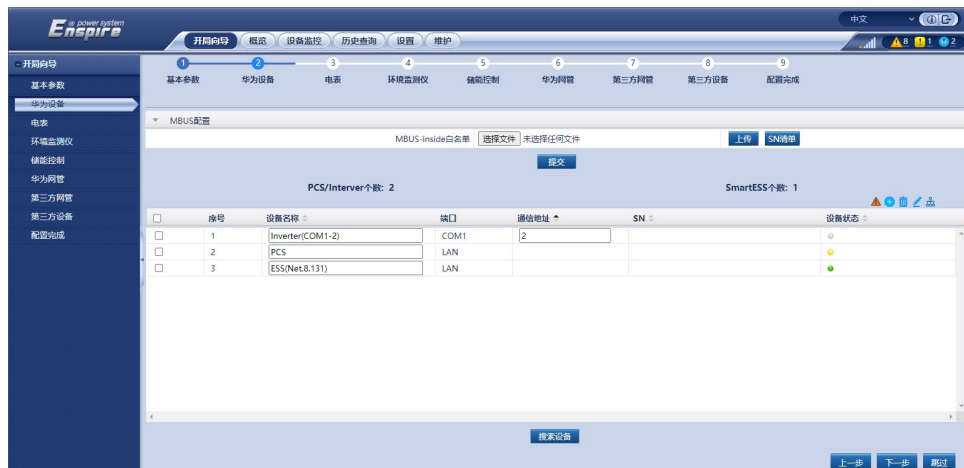 @ power system
Enspire
中文
开局向导 概览 设备监控 历史查询 设置 维护
8 1 2
开局向导
基本参数
华为设备
电表
环境监测仪
储能控制
华为网管
第三方网管
第三方设备
配置完成
1 2 3 4 5 6 7 8 9
基本参数 华为设备 电表 环境监测仪 储能控制 华为网管 第三方网管 第三方设备 配置完成
MBUS配置
MBUS-inside白名单 选择文件 未选择任何文件 上传 SN清单
提交
PCS/Interver个数: 2 SmartESS个数: 1
序号 设备名称 端口 通信地址 SN 设备状态
1 Inverter(COM1-2) COM1 2
2 PCS LAN
3 ESS(Net.8.131) LAN
搜索设备
上一步 下一步 跳过